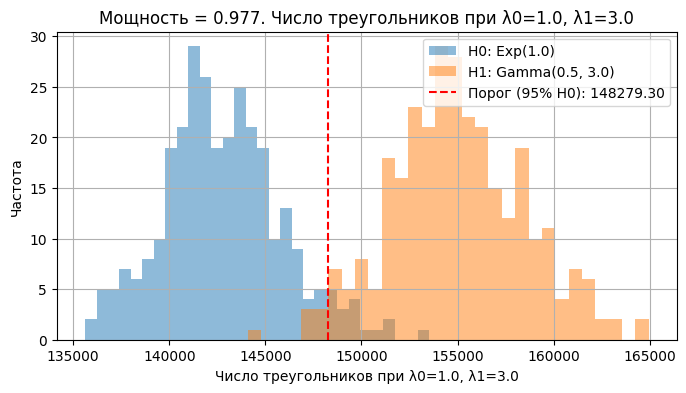 Мощность = 0.977. Число треугольников при λ0=1.0, λ1=3.0
30
25
20
15
10
5
0
Частота
H0: Exp(1.0)
H1: Gamma(0.5, 3.0)
Порог (95% H0): 148279.30
135000 140000 145000 150000 155000 160000 165000
Число треугольников при λ0=1.0, λ1=3.0